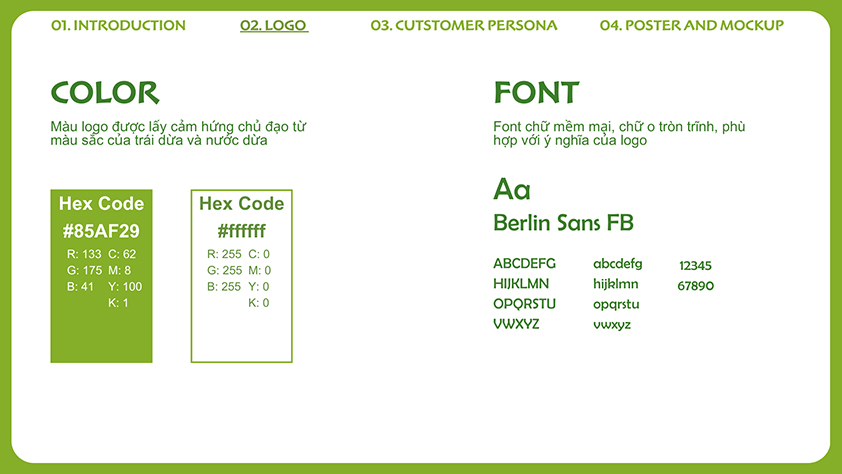 01. INTRODUCTION
02. LOGO
03. CUTSTOMER PERSONA
04. POSTER AND MOCKUP
COLOR
Màu logo được lấy cảm hứng chủ đạo từ
màu sắc của trái dừa và nước dừa
Hex Code
#85AF29
R: 133 C: 62
G: 175 M: 8
B: 41 Y: 100
K: 1
Hex Code
#ffffff
R: 255 C: 0
G: 255 M: 0
B: 255 Y: 0
K: 0
FONT
Font chữ mềm mại, chữ o tròn trĩnh, phù
hợp với ý nghĩa của logo
Aa
Berlin Sans FB
ABCDEFG
HIJKLMN
OPQRSTU
VWXYZ
abcdefg
hijklmn
opqrstu
vwxyz
12345
67890